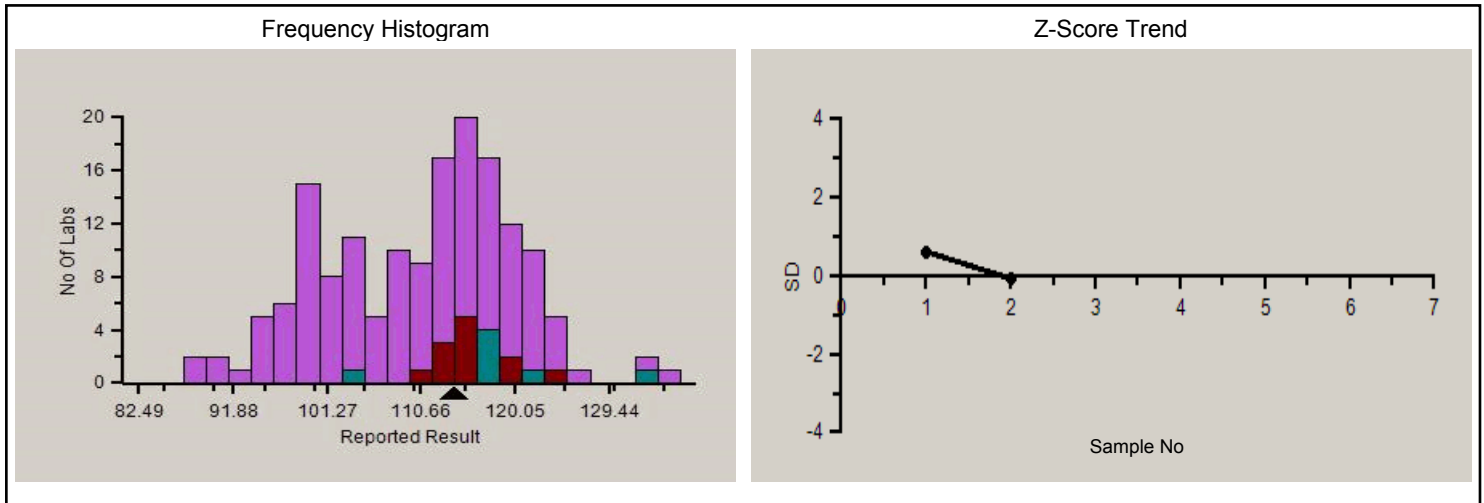 Frequency Histogram
20
16
12
8
4
0
No Of Labs
82.49 91.88 101.27 110.66 120.05 129.44
Reported Result
Z-Score Trend
4
2
0
-2
-4
SD
0 1 2 3 4 5 6 7
Sample No